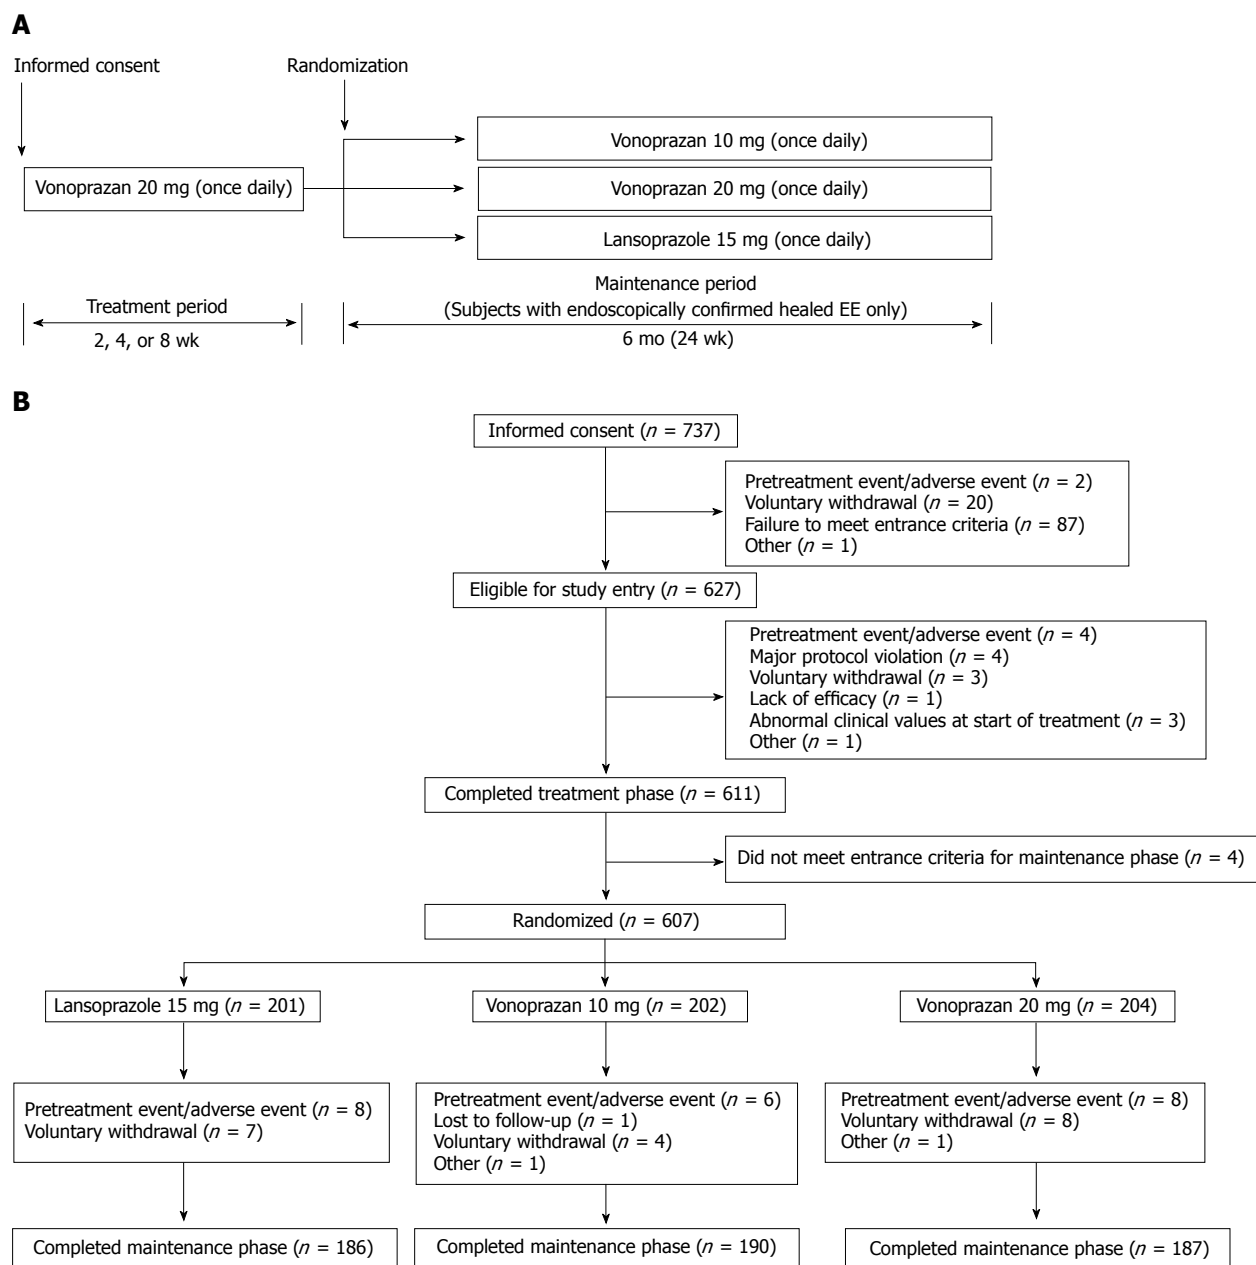 A
Informed consent
Randomization
Vonoprazan 20 mg (once daily)
Vonoprazan 10 mg (once daily)
Vonoprazan 20 mg (once daily)
Lansoprazole 15 mg (once daily)
Treatment period
2, 4, or 8 wk
Maintenance period
(Subjects with endoscopically confirmed healed EE only)
6 mo (24 wk)
B
Informed consent (n = 737)
Pretreatment event/adverse event (n = 2)
Voluntary withdrawal (n = 20)
Failure to meet entrance criteria (n = 87)
Other (n = 1)
Eligible for study entry (n = 627)
Pretreatment event/adverse event (n = 4)
Major protocol violation (n = 4)
Voluntary withdrawal (n = 3)
Lack of efficacy (n = 1)
Abnormal clinical values at start of treatment (n = 3)
Other (n = 1)
Completed treatment phase (n = 611)
Did not meet entrance criteria for maintenance phase (n = 4)
Randomized (n = 607)
Lansoprazole 15 mg (n = 201)
Vonoprazan 10 mg (n = 202)
Vonoprazan 20 mg (n = 204)
Pretreatment event/adverse event (n = 8)
Voluntary withdrawal (n = 7)
Pretreatment event/adverse event (n = 6)
Lost to follow-up (n = 1)
Voluntary withdrawal (n = 4)
Other (n = 1)
Pretreatment event/adverse event (n = 8)
Voluntary withdrawal (n = 8)
Other (n = 1)
Completed maintenance phase (n = 186)
Completed maintenance phase (n = 190)
Completed maintenance phase (n = 187)